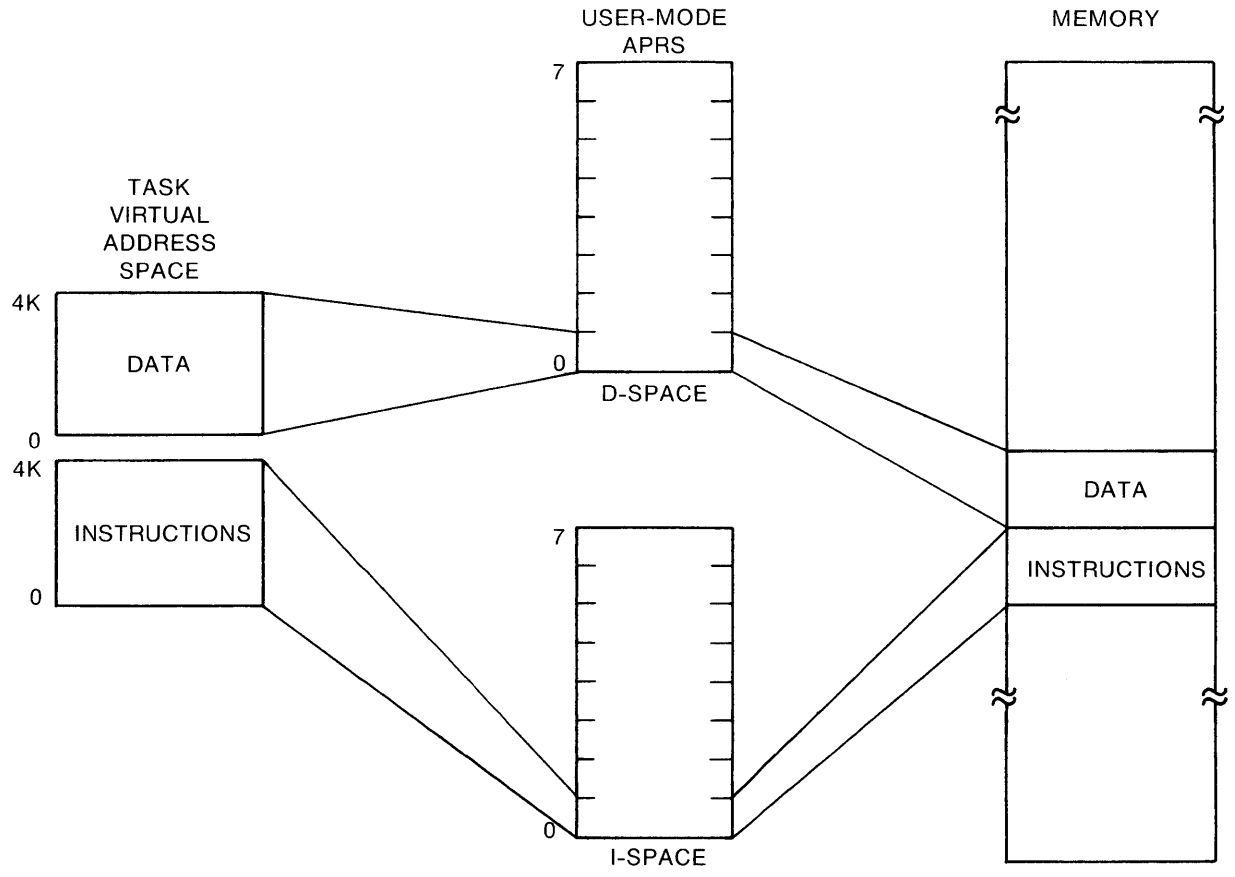 USER-MODE
APRS
MEMORY
7
TASK
VIRTUAL
ADDRESS
SPACE
4K
DATA
0
0
D-SPACE
4K
INSTRUCTIONS
0
DATA
7
INSTRUCTIONS
0
I-SPACE